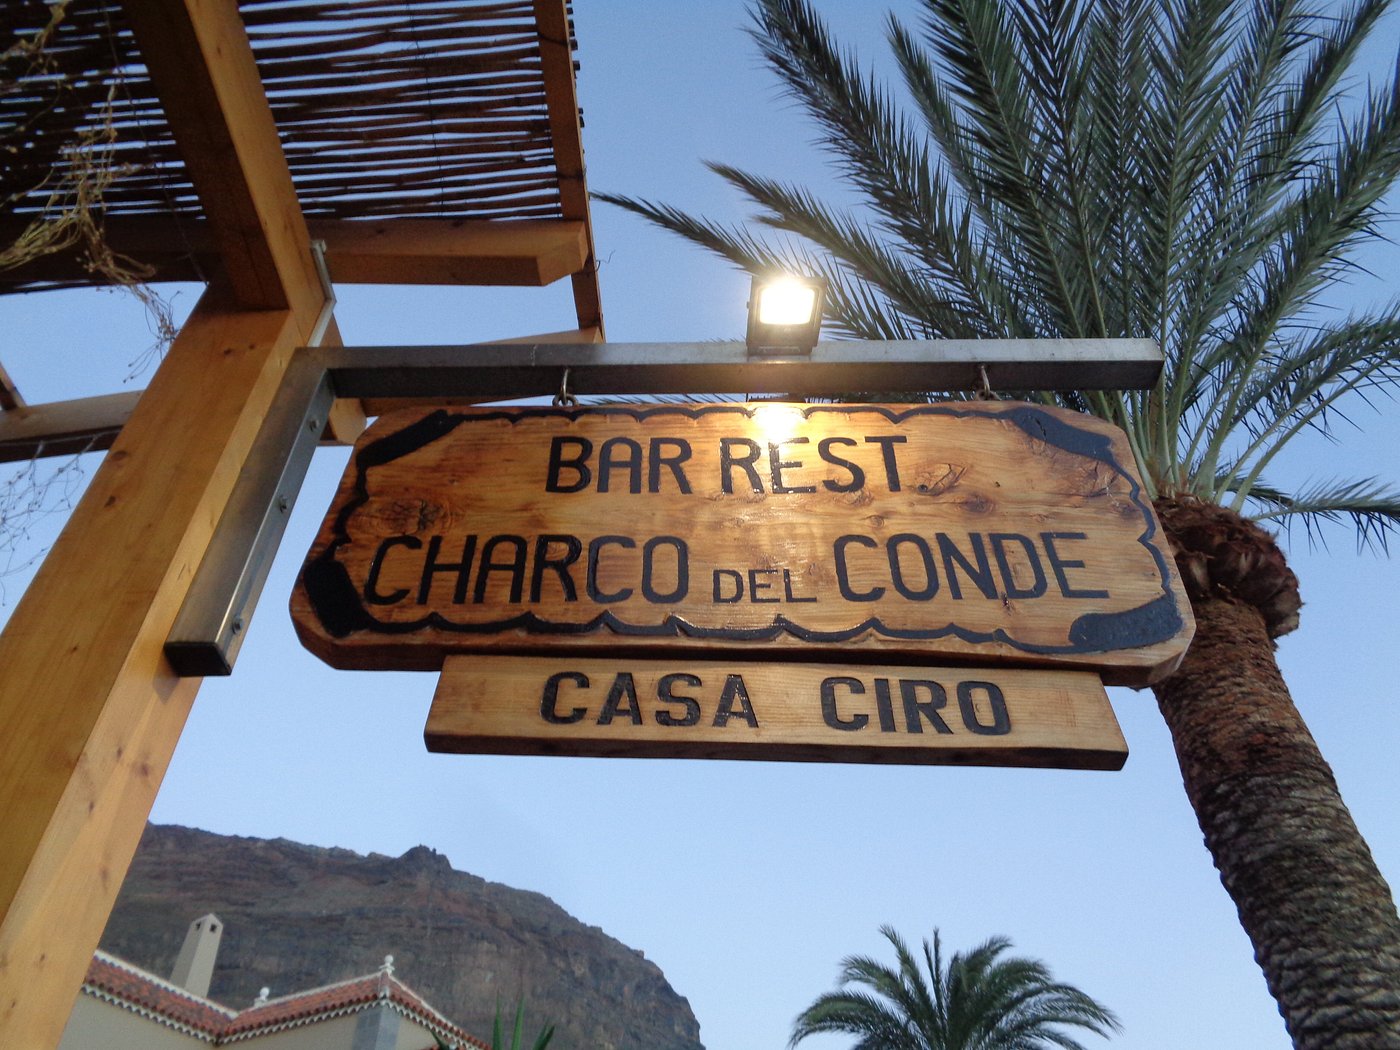 BAR REST.
CHARCO DEL CONDE
CASA CIRO